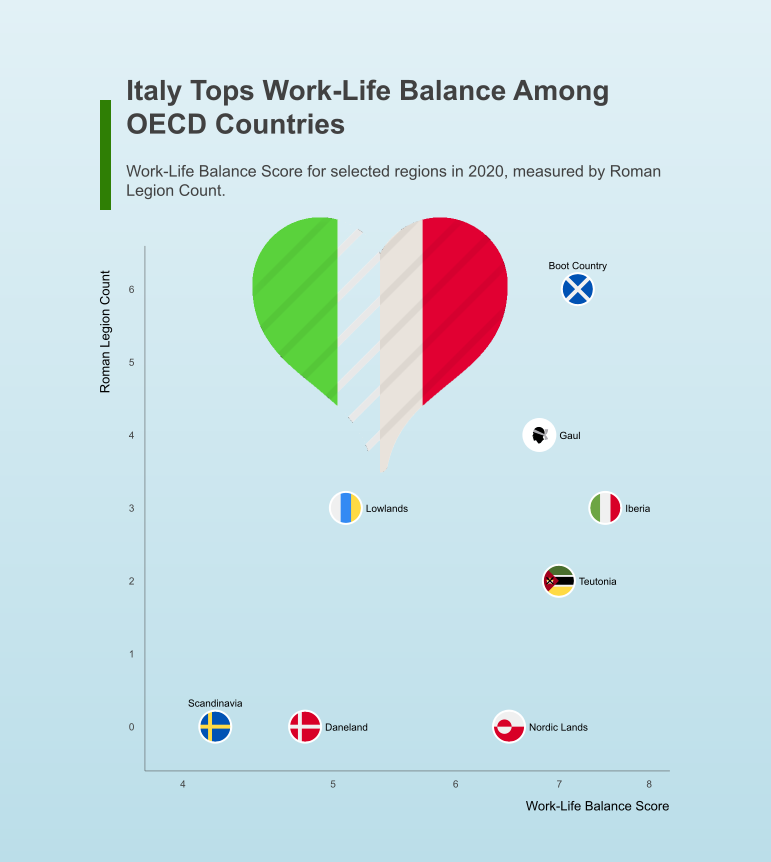 Italy Tops Work-Life Balance Among
OECD Countries
Work-Life Balance Score for selected regions in 2020, measured by Roman
Legion Count.
Roman Legion Count
6
5
4
3
2
1
0
Boot Country
Gaul
Lowlands
Iberia
Teutonia
Scandinavia
Daneland
Nordic Lands
4
5
6
7
8
Work-Life Balance Score